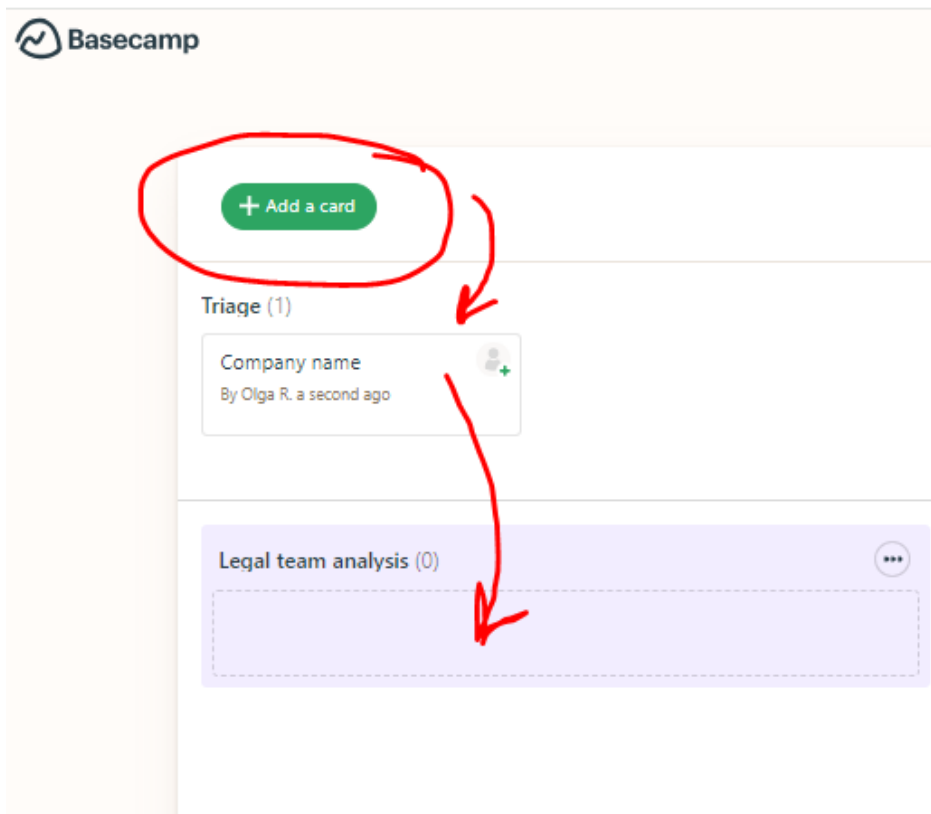 Basecamp
+ Add a card
Triage (1)
Company name
By Olga R. a second ago
Legal team analysis (0)